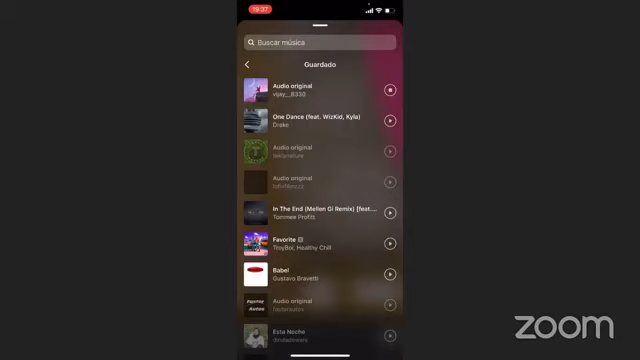 19:37
Buscar música
Guardado
Audio original
vijay__8330
One Dance (feat. WizKid, Kyla)
Drake
Audio original
Audio original
In The End (Mellen Gi Remix) [feat....
Tommee Profitt
Favorite
TroyBoi, Healthy Chill
Babel
Gustavo Bravetti
Audio original
Esta Noche
zoom